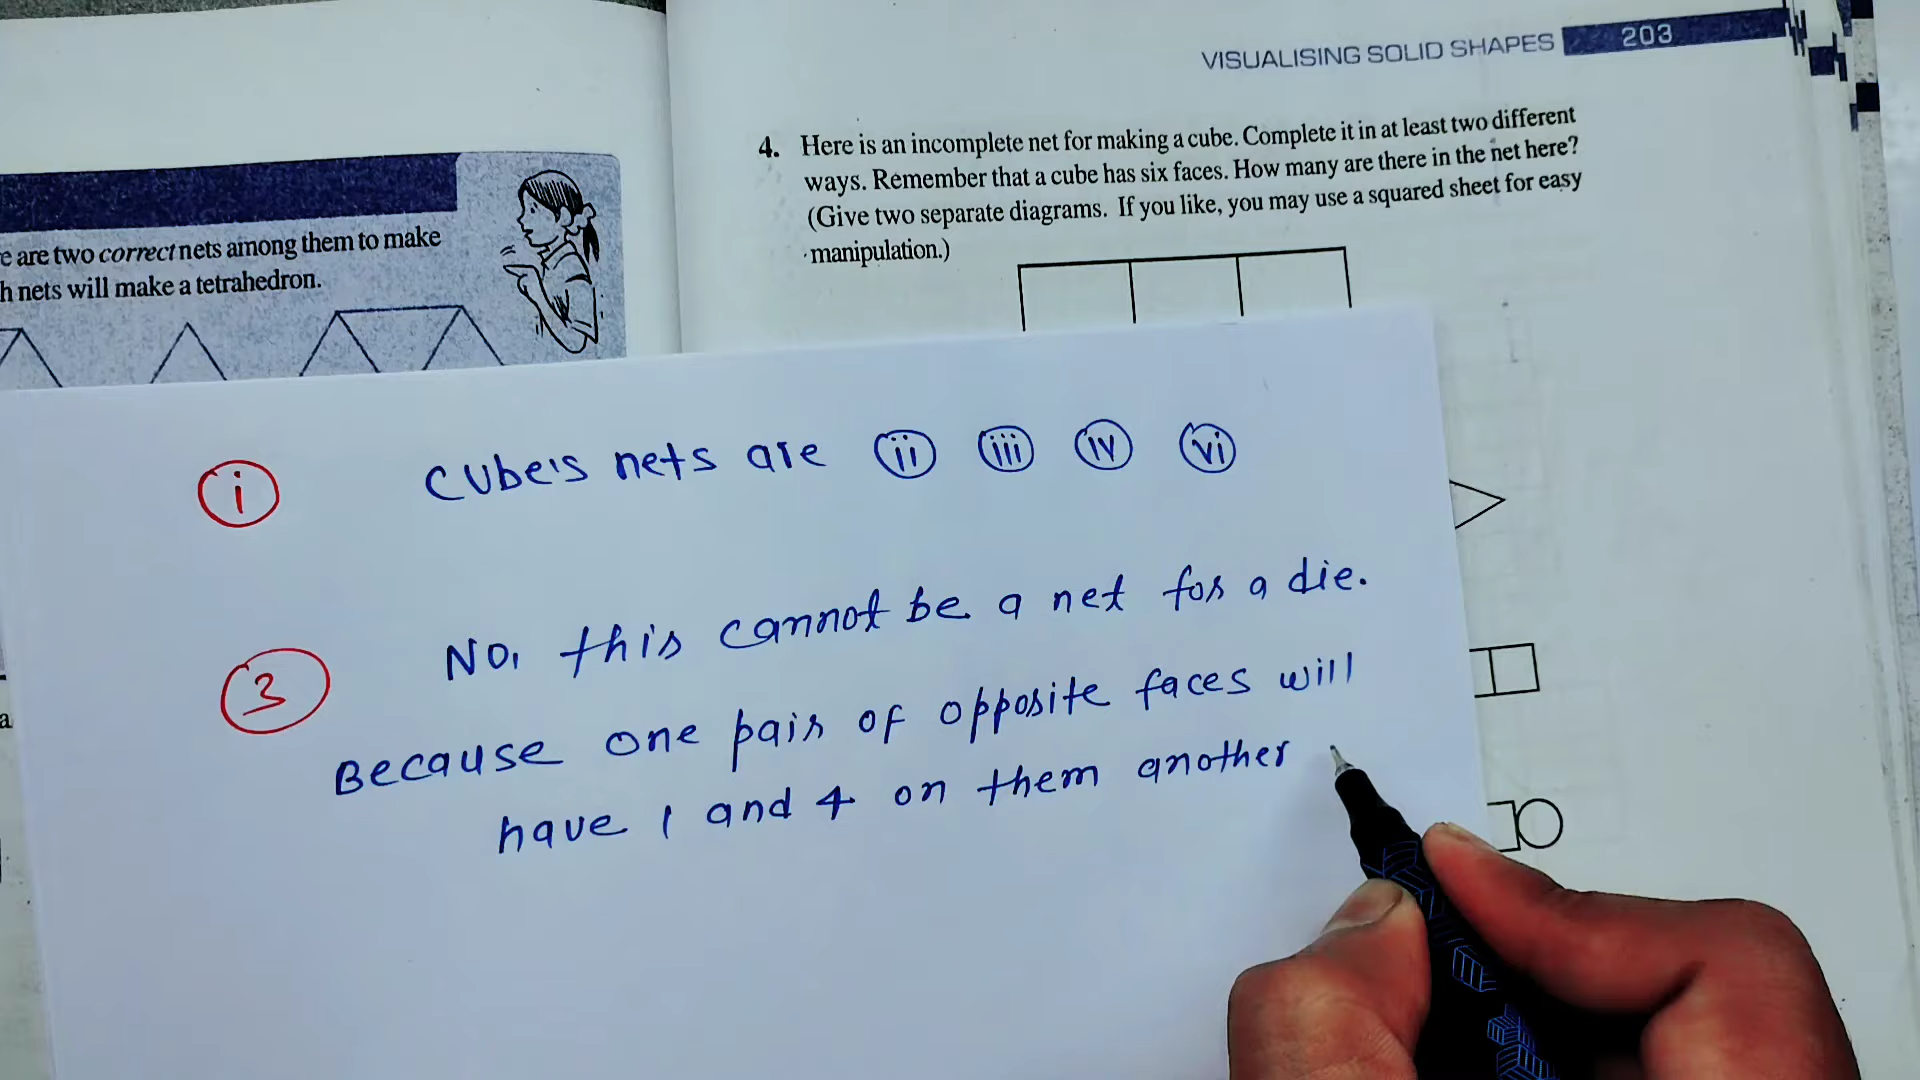 VISUALISING SOLID SHAPES 203
e are two correct nets among them to make
h nets will make a tetrahedron.
4. Here is an incomplete net for making a cube. Complete it in at least two different
ways. Remember that a cube has six faces. How many are there in the net here?
(Give two separate diagrams. If you like, you may use a squared sheet for easy
manipulation.)
i cube's nets are ii iii iv vi
3 No, this cannot be a net for a die.
Because one pair of opposite faces will
have 1 and 4 on them another
a